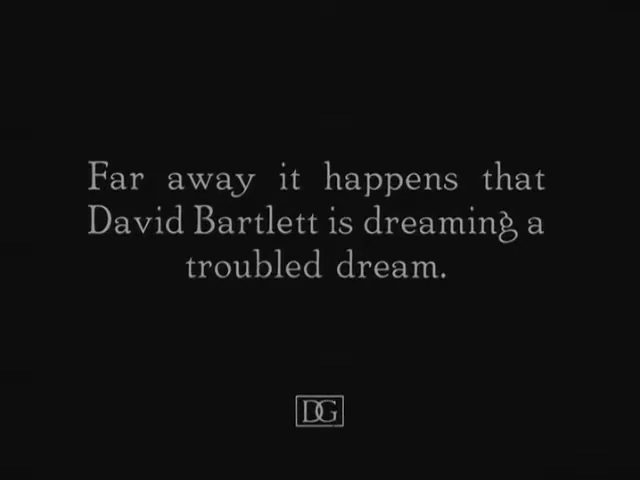 Far away it happens that
David Bartlett is dreaming a
troubled dream.
DG